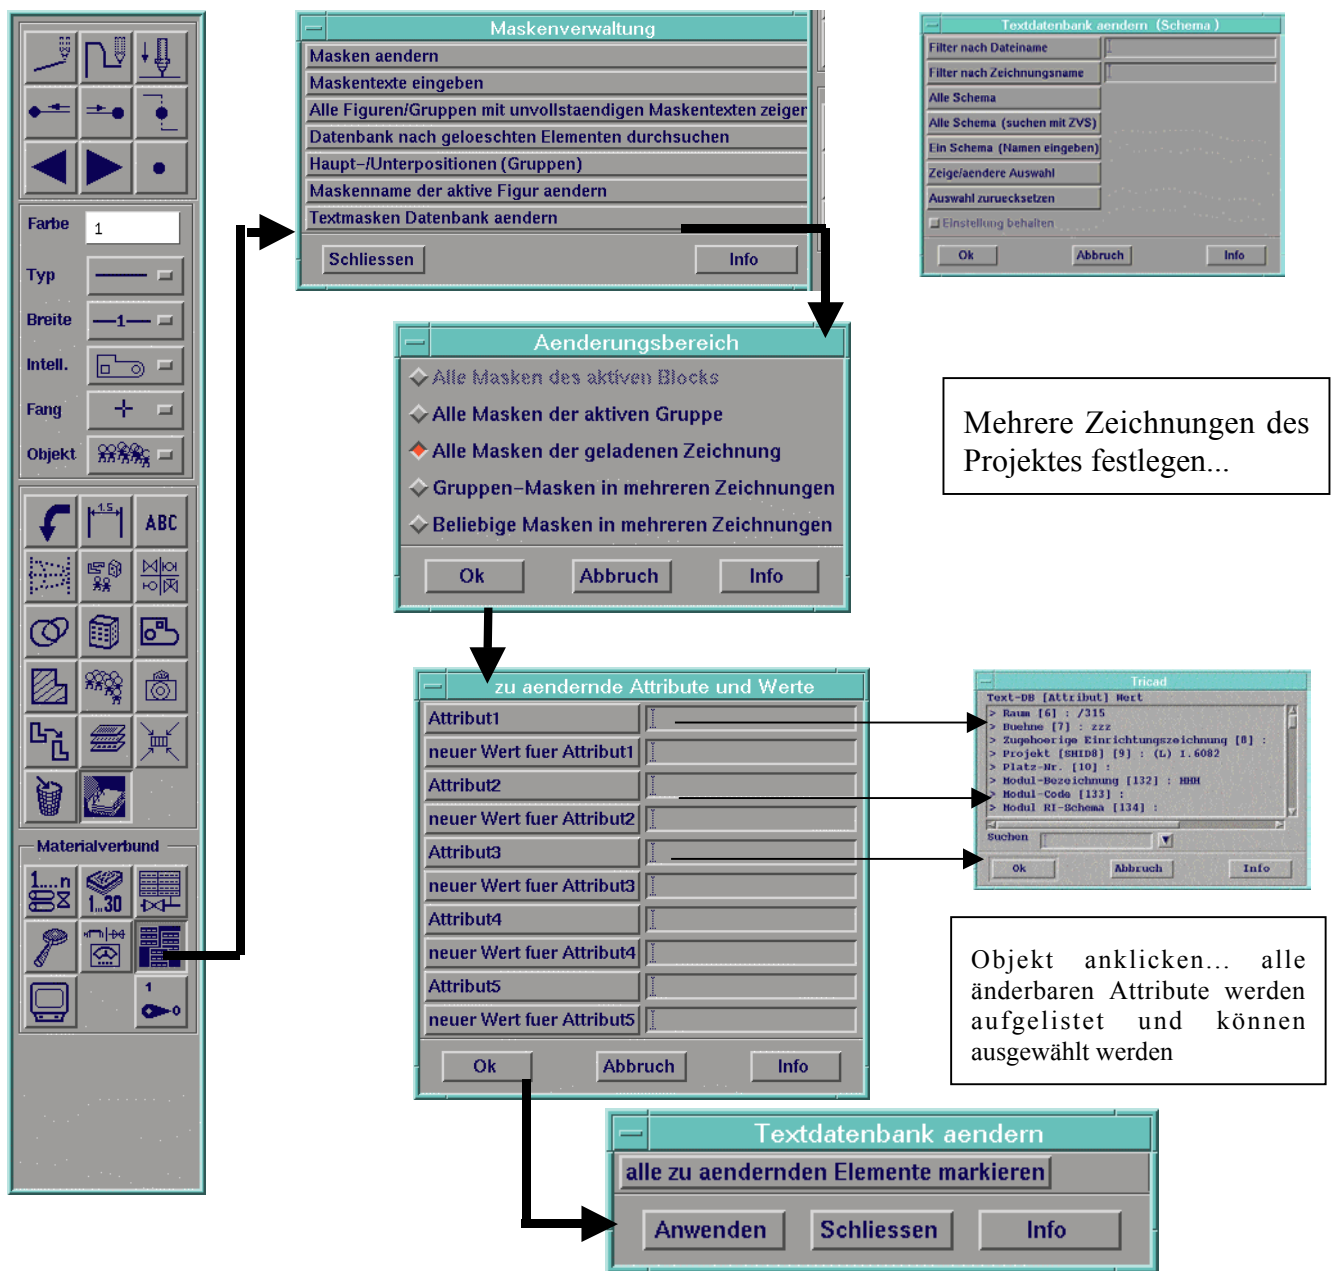 Farbe
1
Typ
Breite
1
Intell.
Fang
Objekt
1.5
ABC
Materialverbund
1....n
1...30
1
Maskenverwaltung
Masken aendern
Maskentexte eingeben
Alle Figuren/Gruppen mit unvollstaendigen Maskentexten zeigen
Datenbank nach geloeschten Elementen durchsuchen
Haupt-/Unterpositionen (Gruppen)
Maskenname der aktive Figur aendern
Textmasken Datenbank aendern
Schliessen Info
Textdatenbank aendern (Schema )
Filter nach Dateiname
Filter nach Zeichnungsname
Alle Schema
Alle Schema (suchen mit ZVS)
Ein Schema (Namen eingeben)
Zeige/aendere Auswahl
Auswahl zuruecksetzen
Einstellung behalten
Ok Abbruch Info
Aenderungsbereich
Alle Masken des aktiven Blocks
Alle Masken der aktiven Gruppe
Alle Masken der geladenen Zeichnung
Gruppen-Masken in mehreren Zeichnungen
Beliebige Masken in mehreren Zeichnungen
Ok Abbruch Info
Mehrere Zeichnungen des
Projektes festlegen...
zu aendernde Attribute und Werte
Attribut1
neuer Wert fuer Attribut1
Attribut2
neuer Wert fuer Attribut2
Attribut3
neuer Wert fuer Attribut3
Attribut4
neuer Wert fuer Attribut4
Attribut5
neuer Wert fuer Attribut5
Ok Abbruch Info
Tricad
Text-DB [Attribut] Wert
> Raum [6] : /315
> Buehne [7] : zzz
> Zugehoerige Einrichtungszeichnung [8] :
> Projekt [SHID8] [9] : (L) I.6082
> Platz-Nr. [10] :
> Modul-Bezeichnung [132] : HHH
> Modul-Code [133] :
> Modul RI-Schema [134] :
Suchen
Ok Abbruch Info
Objekt anklicken... alle
änderbaren Attribute werden
aufgelistet und können
ausgewählt werden
Textdatenbank aendern
alle zu aendernden Elemente markieren
Anwenden Schliessen Info